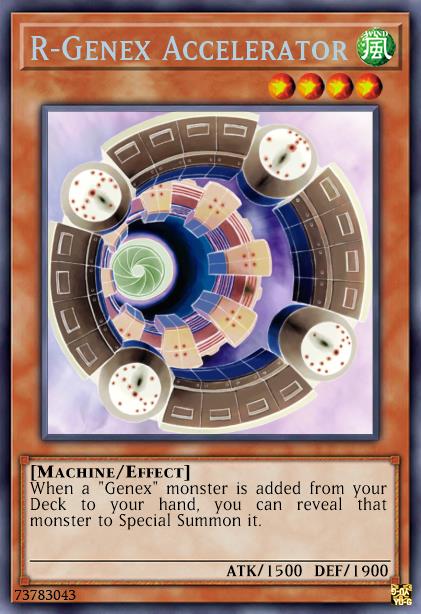 R-Genex Accelerator
WIND
風
[Machine/Effect]
When a "Genex" monster is added from your
Deck to your hand, you can reveal that
monster to Special Summon it.
ATK/1500 DEF/1900
73783043